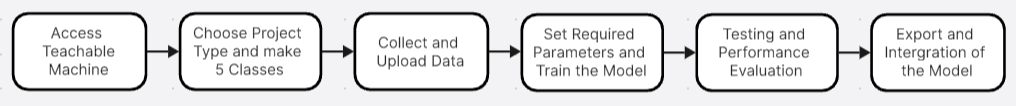 Access
Teachable
Machine
Choose Project
Type and make
5 Classes
Collect and
Upload Data
Set Required
Parameters and
Train the Model
Testing and
Performance
Evaluation
Export and
Intergration of
the Model